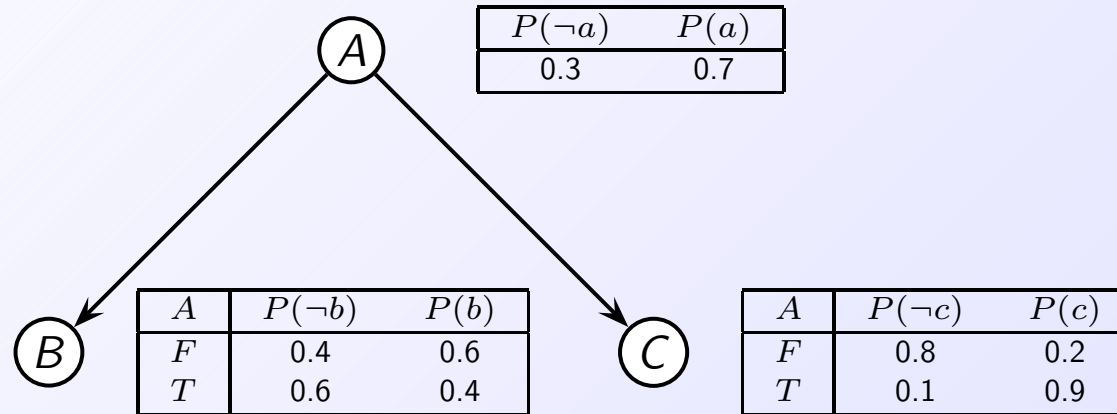 A
P(¬a) P(a)
0.3 0.7
B
A P(¬b) P(b)
F 0.4 0.6
T 0.6 0.4
C
A P(¬c) P(c)
F 0.8 0.2
T 0.1 0.9